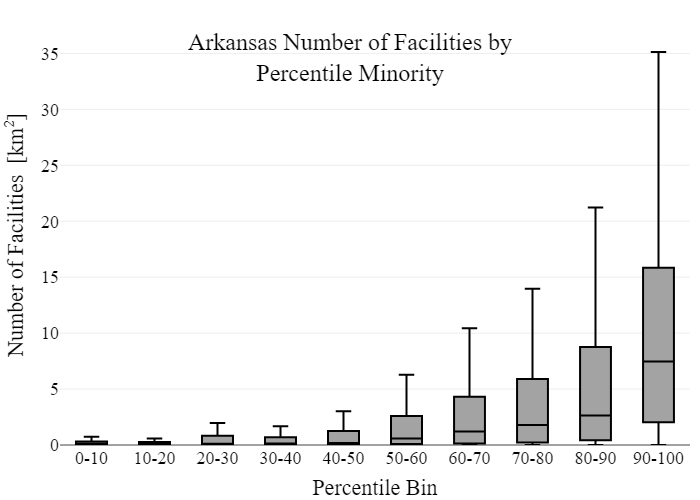 Arkansas Number of Facilities by
Percentile Minority
Number of Facilities [km²]
35
30
25
20
15
10
5
0
0-10 10-20 20-30 30-40 40-50 50-60 60-70 70-80 80-90 90-100
Percentile Bin